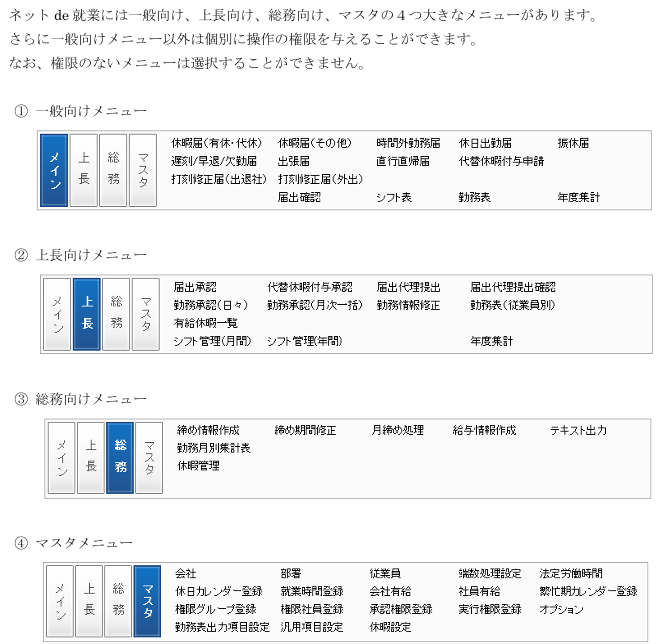 ネット de 就業には一般向け、上長向け、総務向け、マスタの４つ大きなメニューがあります。
さらに一般向けメニュー以外は個別に操作の権限を与えることができます。
なお、権限のないメニューは選択することができません。
① 一般向けメニュー
メイン 上長 総務 マスタ
休暇届(有休・代休) 休暇届(その他) 時間外勤務届 休日出勤届 振休届
遅刻/早退/欠勤届 出張届 直行直帰届 代替休暇付与申請
打刻修正届(出退社) 打刻修正届(外出)
届出確認 シフト表 勤務表 年度集計
② 上長向けメニュー
メイン 上長 総務 マスタ
届出承認 代替休暇付与承認 届出代理提出 届出代理提出確認
勤務承認(日々) 勤務承認(月次一括) 勤務情報修正 勤務表(従業員別)
有給休暇一覧
シフト管理(月間) シフト管理(年間) 年度集計
③ 総務向けメニュー
メイン 上長 総務 マスタ
締め情報作成 締め期間修正 月締め処理 給与情報作成 テキスト出力
勤務月別集計表
休暇管理
④ マスタメニュー
メイン 上長 総務 マスタ
会社 部署 従業員 端数処理設定 法定労働時間
休日カレンダー登録 就業時間登録 会社有給 社員有給 繁忙期カレンダー登録
権限グループ登録 権限社員登録 承認権限登録 実行権限登録 オプション
勤務表出力項目設定 汎用項目設定 休暇設定